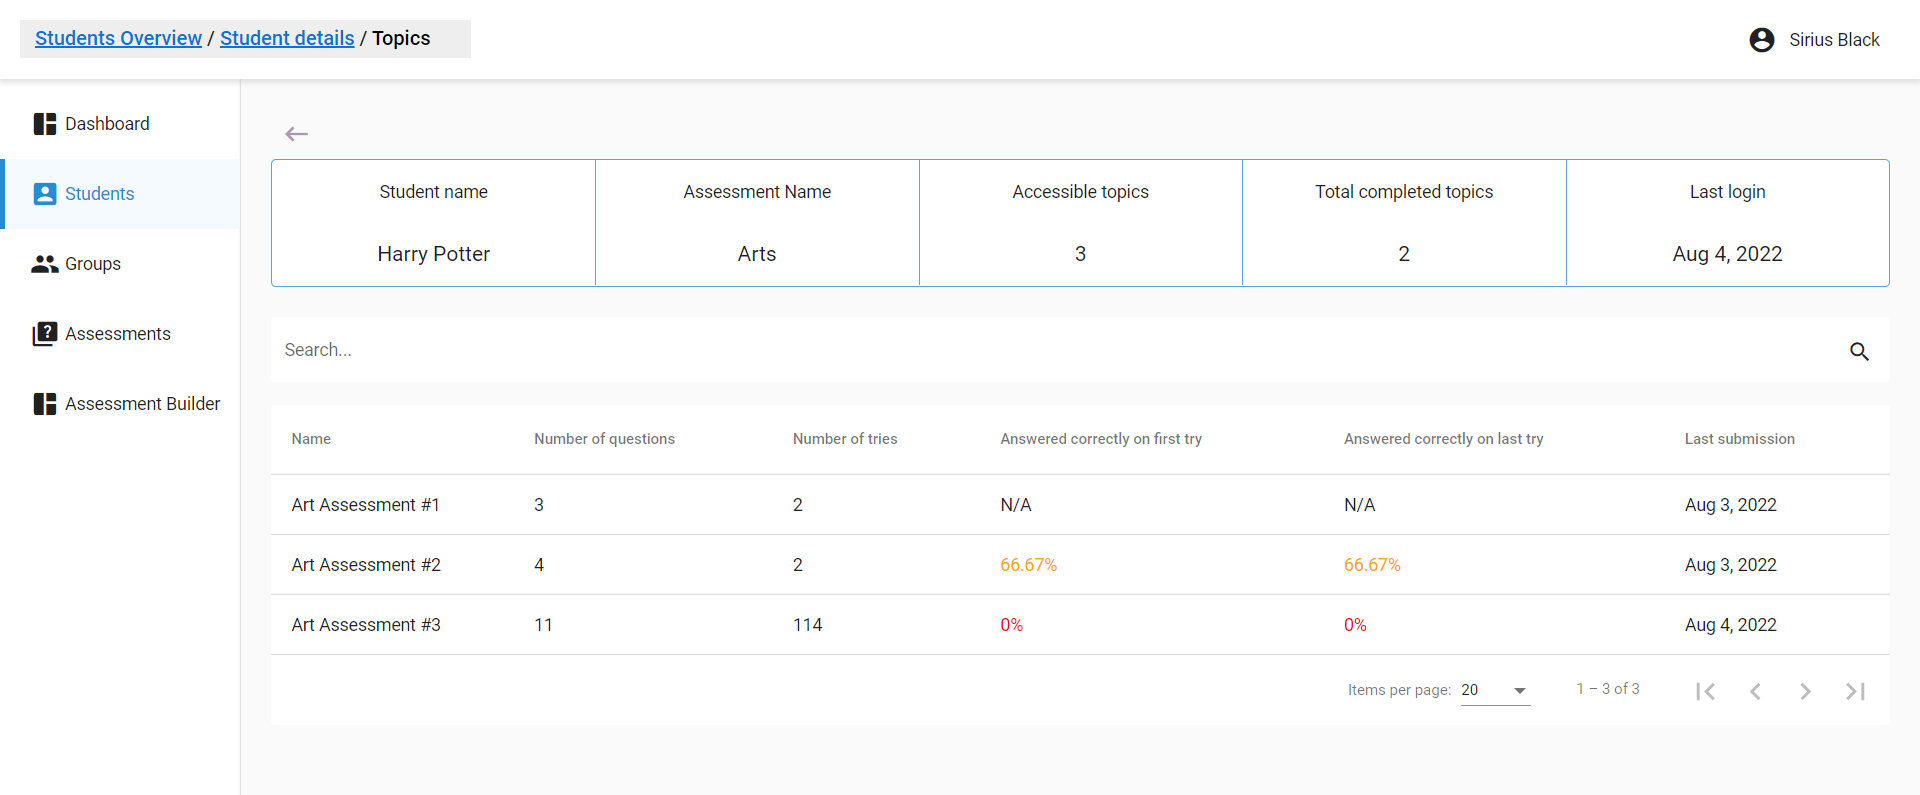 Students Overview / Student details / Topics
Sirius Black
Dashboard
Students
Groups
Assessments
Assessment Builder
Student name
Assessment Name
Accessible topics
Total completed topics
Last login
Harry Potter
Arts
3
2
Aug 4, 2022
Search...
Name Number of questions Number of tries Answered correctly on first try Answered correctly on last try Last submission
Art Assessment #1 3 2 N/A N/A Aug 3, 2022
Art Assessment #2 4 2 66.67% 66.67% Aug 3, 2022
Art Assessment #3 11 114 0% 0% Aug 4, 2022
Items per page: 20 1 – 3 of 3